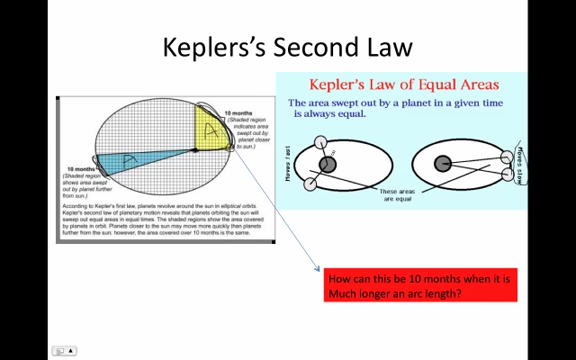 Keplers's Second Law
10 months
(Shaded region
indicates area
swept out by
planet closer
to sun.)
A
A
10 months
(Shaded region
shows area swept
out by planet further
from sun.)
According to Kepler's first law, planets revolve around the sun in elliptical orbits.
Kepler's second law of planetary motion reveals that planets orbiting the sun will
sweep out equal areas in equal times. The shaded regions show the area covered
by planets in orbit. Planets closer to the sun may move more quickly then planets
further from the sun; however, the area covered over 10 months is the same.
Kepler's Law of Equal Areas
The area swept out by a planet in a given time
is always equal.
Moves fast
Moves slow
These areas
are equal
How can this be 10 months when it is
Much longer an arc length?